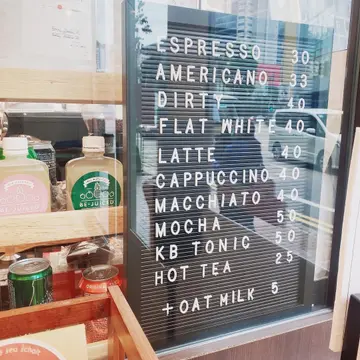 ESPRESSO 30
AMERICANO 33
DIRTY 40
FLAT WHITE 40
LATTE 40
CAPPUCCINO 40
MACCHIATO 40
MOCHA 50
KB TONIC 50
HOT TEA 25
+ OAT MILK 5